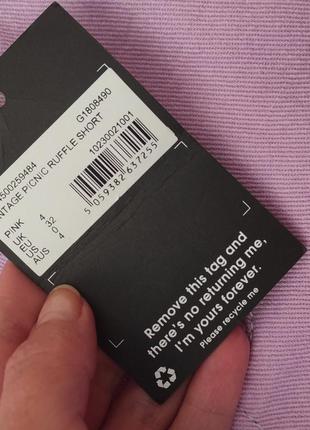 G1808490
500259484
NTAGE PICNIC RUFFLE SHORT
10230021001
PINK
UK 4
EU 32
US 0
AUS 4
5 059382 637255
Remove this tag and
there's no returning me,
I'm yours forever.
Please recycle me